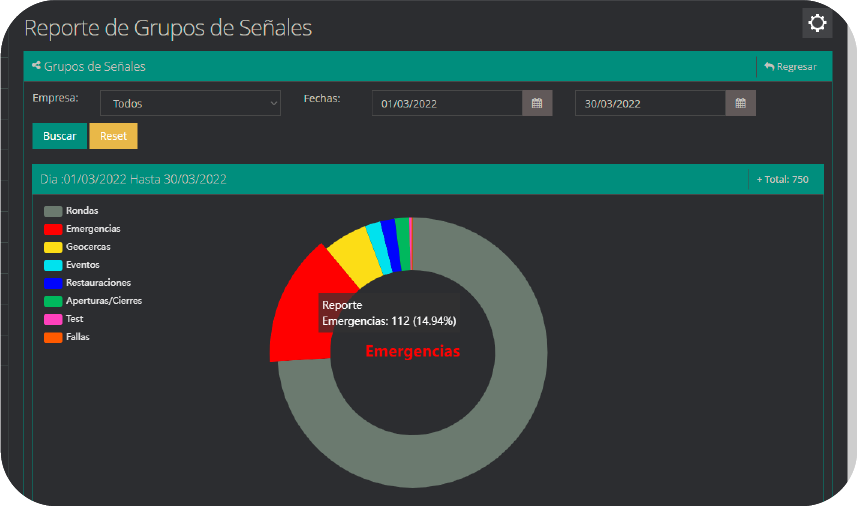 Reporte de Grupos de Señales
Grupos de Señales
Regresar
Empresa:
Todos
Fechas:
01/03/2022
30/03/2022
Buscar
Reset
Dia :01/03/2022 Hasta 30/03/2022
+ Total: 750
Rondas
Emergencias
Geocercas
Eventos
Restauraciones
Aperturas/Cierres
Test
Fallas
Reporte
Emergencias: 112 (14.94%)
Emergencias